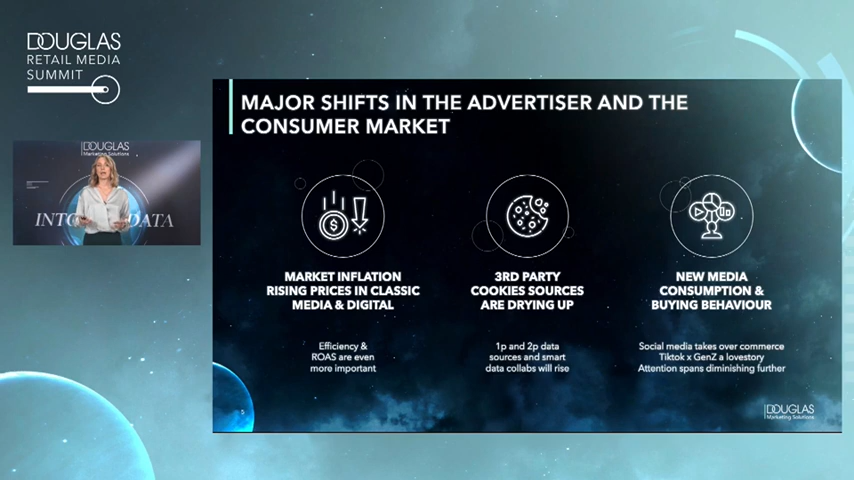 DOUGLAS
RETAIL MEDIA
SUMMIT
DOUGLAS
Marketing Solutions
INTO DATA
MAJOR SHIFTS IN THE ADVERTISER AND THE
CONSUMER MARKET
MARKET INFLATION
RISING PRICES IN CLASSIC
MEDIA & DIGITAL
Efficiency &
ROAS are even
more important
3RD PARTY
COOKIES SOURCES
ARE DRYING UP
1p and 2p data
sources and smart
data collabs will rise
NEW MEDIA
CONSUMPTION &
BUYING BEHAVIOUR
Social media takes over commerce
Tiktok x GenZ a lovestory
Attention spans diminishing further
DOUGLAS
Marketing Solutions